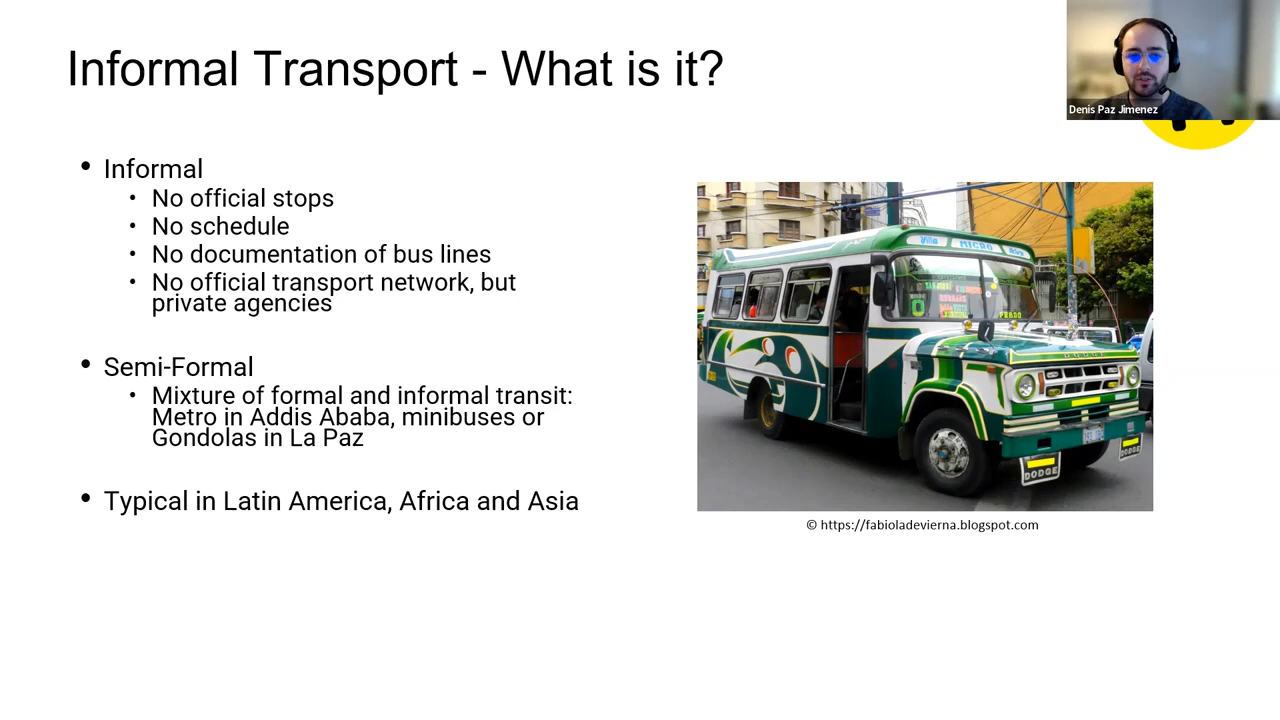 Informal Transport - What is it?
Denis Paz Jimenez
• Informal
• No official stops
• No schedule
• No documentation of bus lines
• No official transport network, but
private agencies
• Semi-Formal
• Mixture of formal and informal transit:
Metro in Addis Ababa, minibuses or
Gondolas in La Paz
• Typical in Latin America, Africa and Asia
Villa MICRO
DODGE
DODGE
DODGE
© https://fabioladevierna.blogspot.com